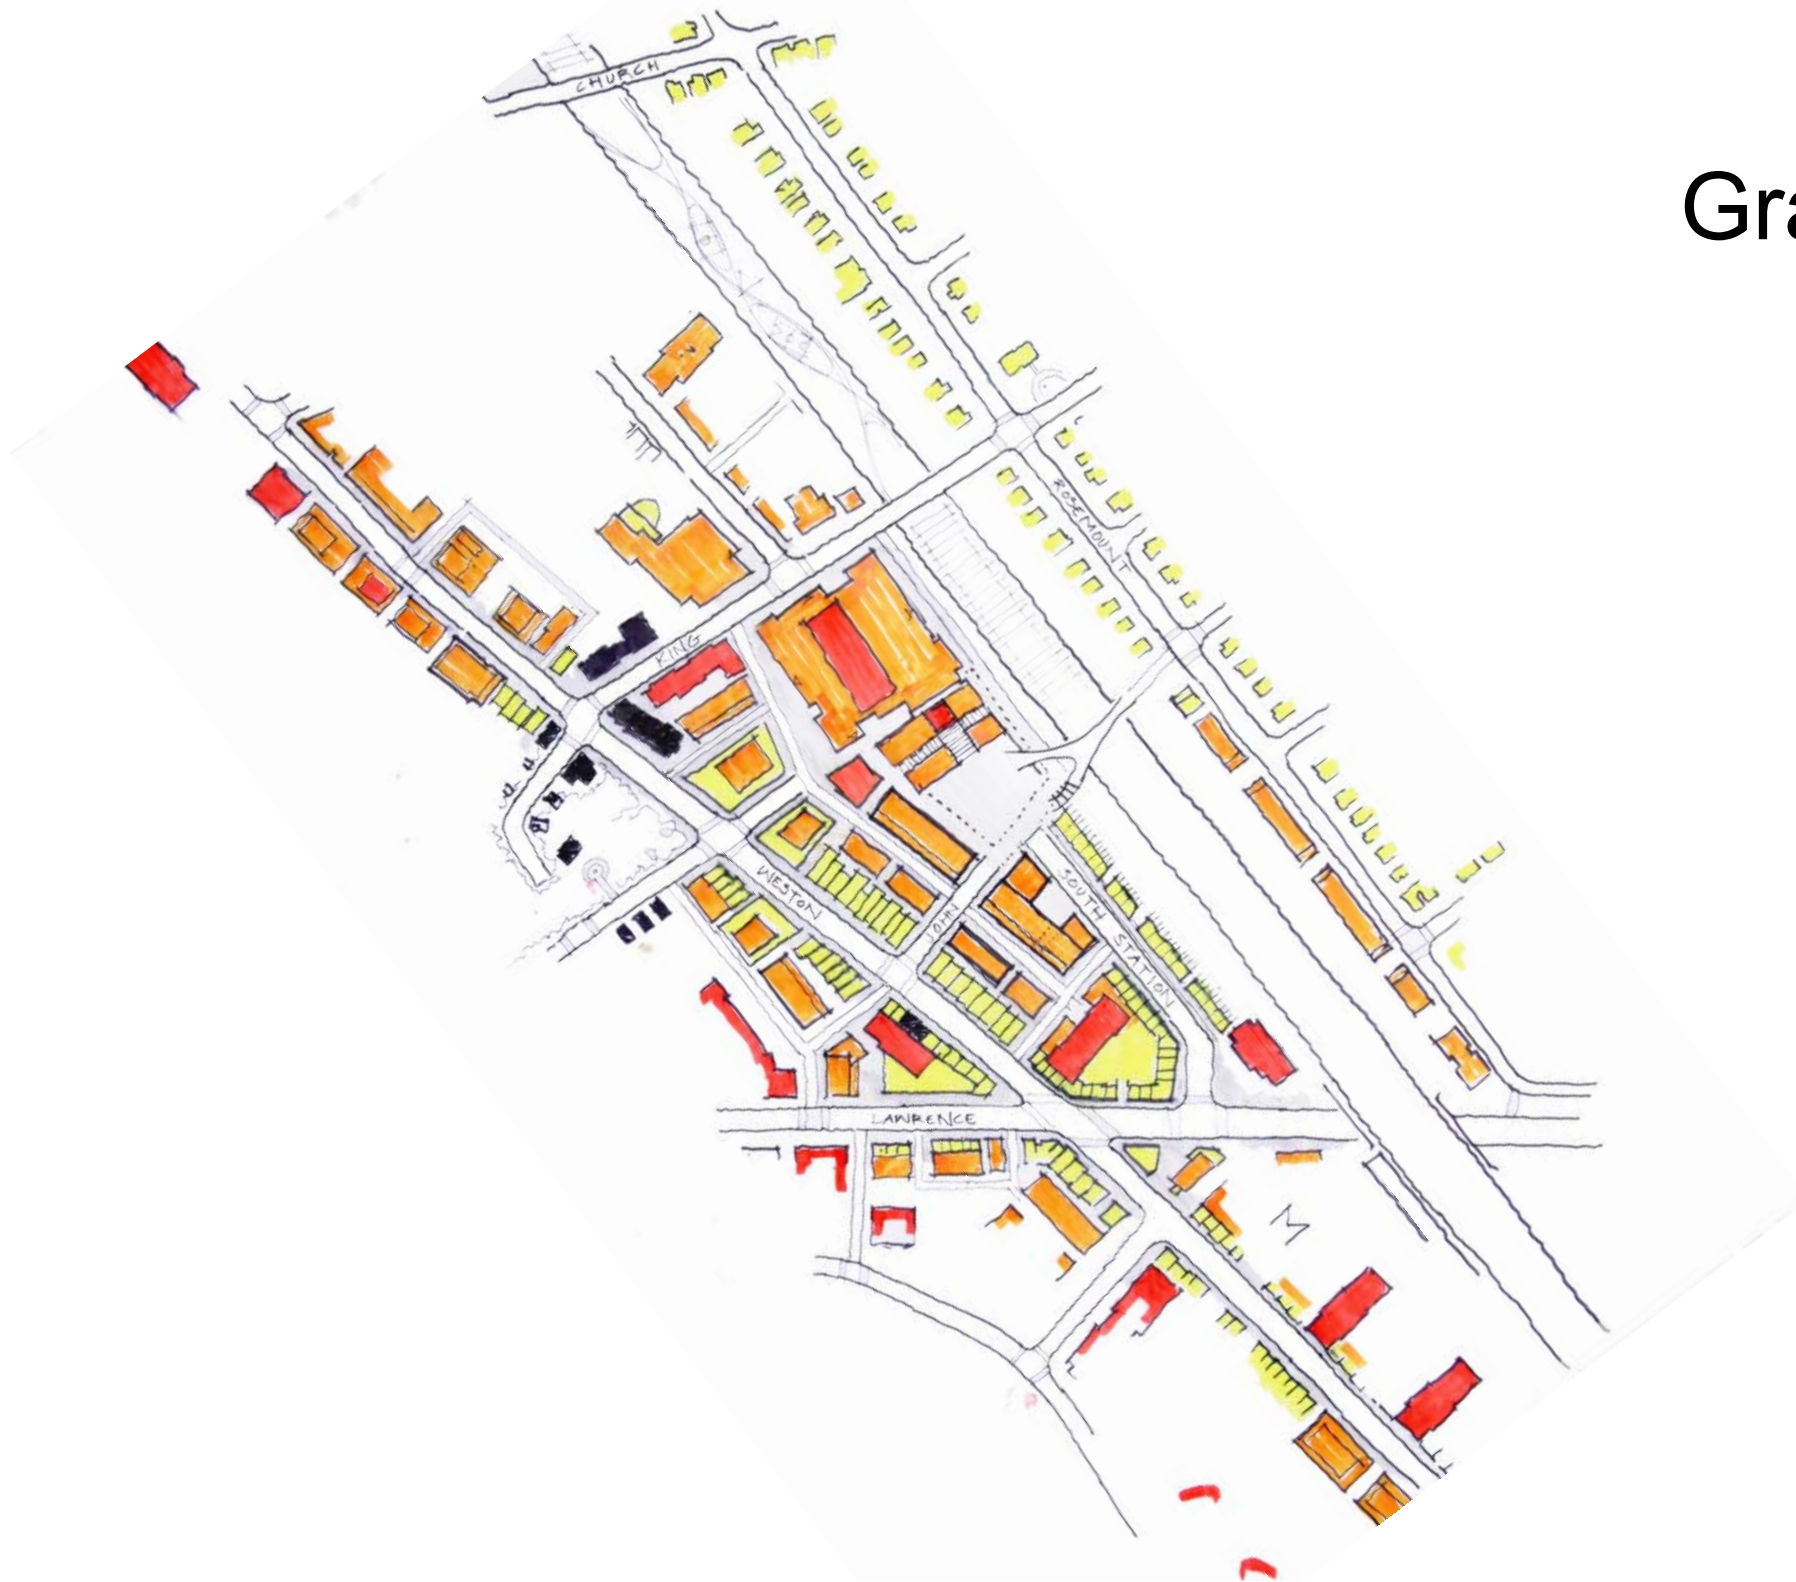 CHURCH
Gra
ROSEMOUNT
KING
WESTON
JOHN
SOUTH STATION
LAWRENCE
M